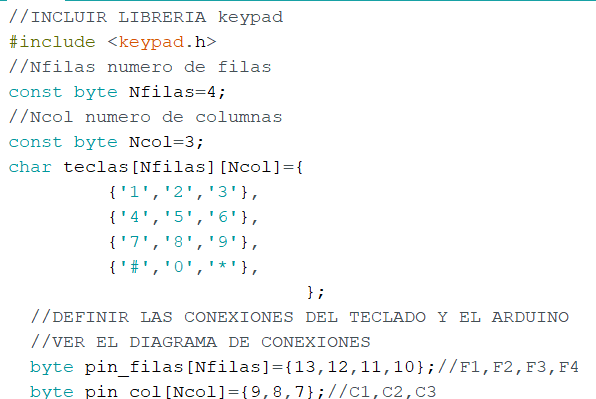 //INCLUIR LIBRERIA keypad
#include <keypad.h>
//Nfilas numero de filas
const byte Nfilas=4;
//Ncol numero de columnas
const byte Ncol=3;
char teclas[Nfilas][Ncol]={
{'1','2','3'},
{'4','5','6'},
{'7','8','9'},
{'#','0','*'},
};
//DEFINIR LAS CONEXIONES DEL TECLADO Y EL ARDUINO
//VER EL DIAGRAMA DE CONEXIONES
byte pin_filas[Nfilas]={13,12,11,10};//F1,F2,F3,F4
byte pin_col[Ncol]={9,8,7};//C1,C2,C3